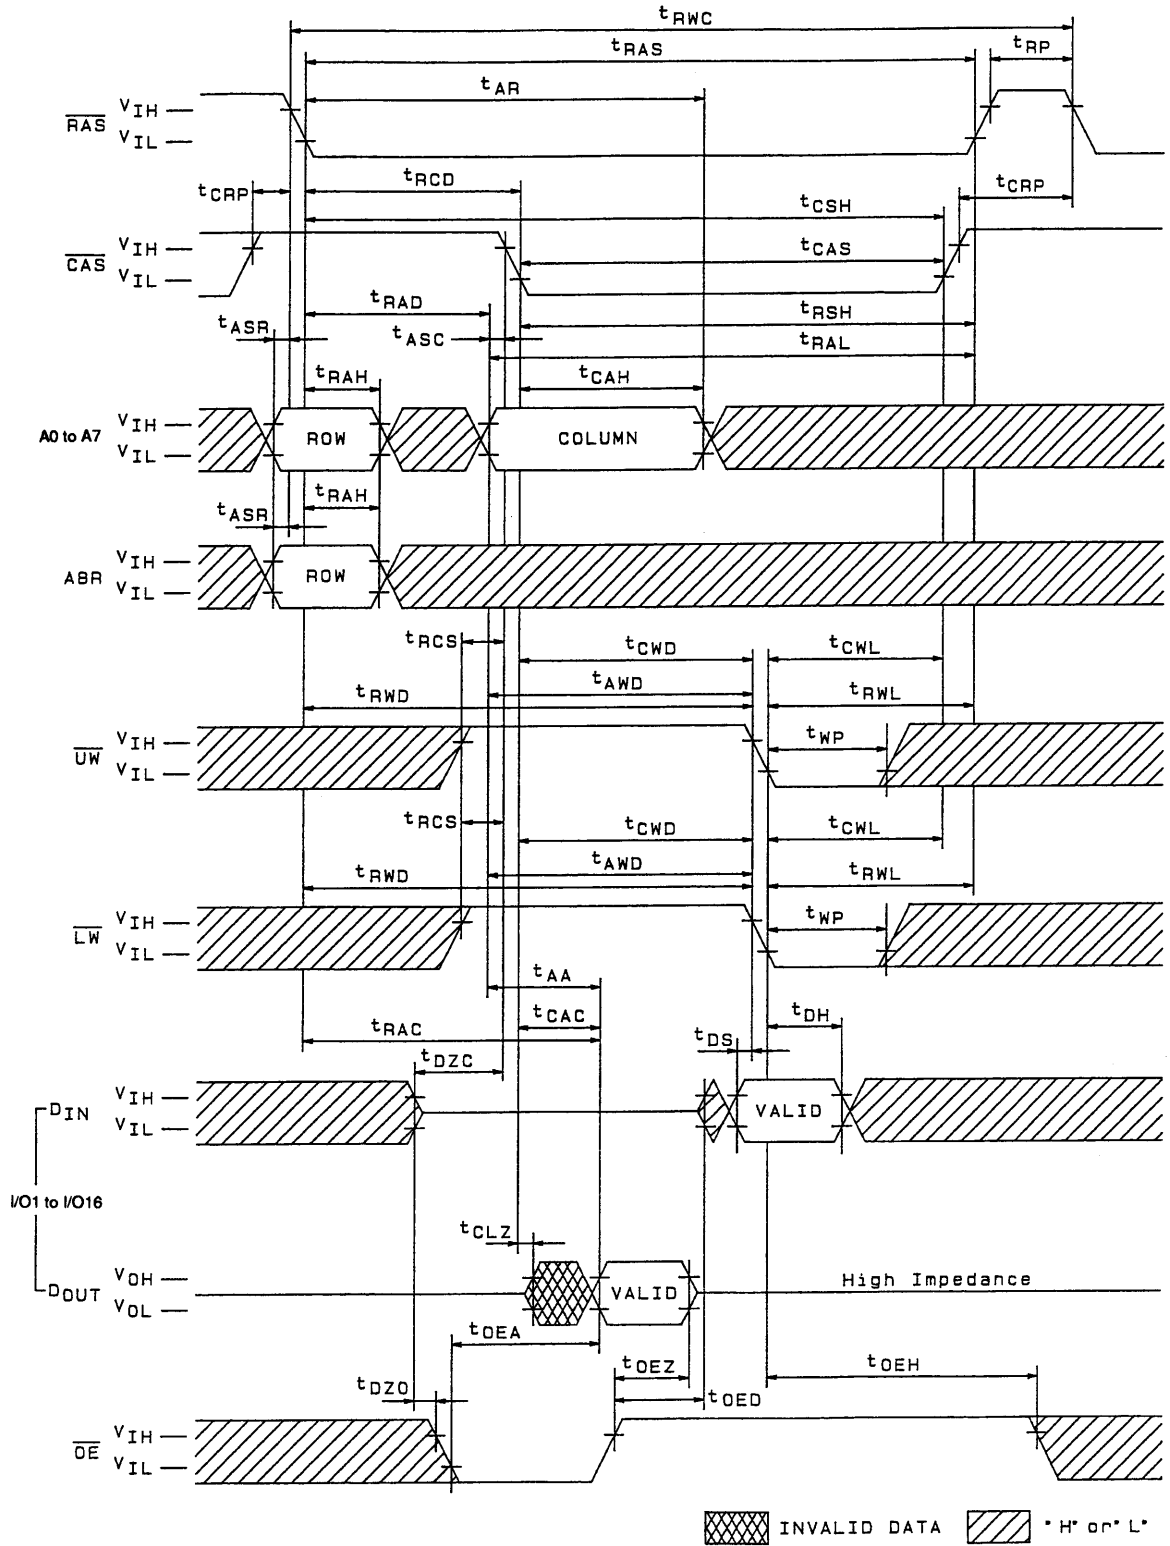 tRWC
tRAS
tRP
tAR
RAS VIH
VIL
tCRP
tRCD
tCRP
tCSH
CAS VIH
VIL
tCAS
tRAD
tRSH
tASR
tASC
tRAL
tRAH
tCAH
A0 to A7 VIH
VIL
ROW
COLUMN
tRAH
tASR
A8R VIH
VIL
ROW
tRCS
tCWD
tCWL
tAWD
tRWD
tRWL
UW VIH
VIL
tWP
tRCS
tCWD
tCWL
tAWD
tRWD
tRWL
LW VIH
VIL
tWP
tAA
tCAC
tDH
tRAC
tDS
tDZC
DIN VIH
VIL
VALID
I/O1 to I/O16
tCLZ
DOUT VOH
VOL
VALID
High Impedance
tOEA
tOEZ
tOEH
tDZO
tOED
OE VIH
VIL
INVALID DATA
"H" or "L"